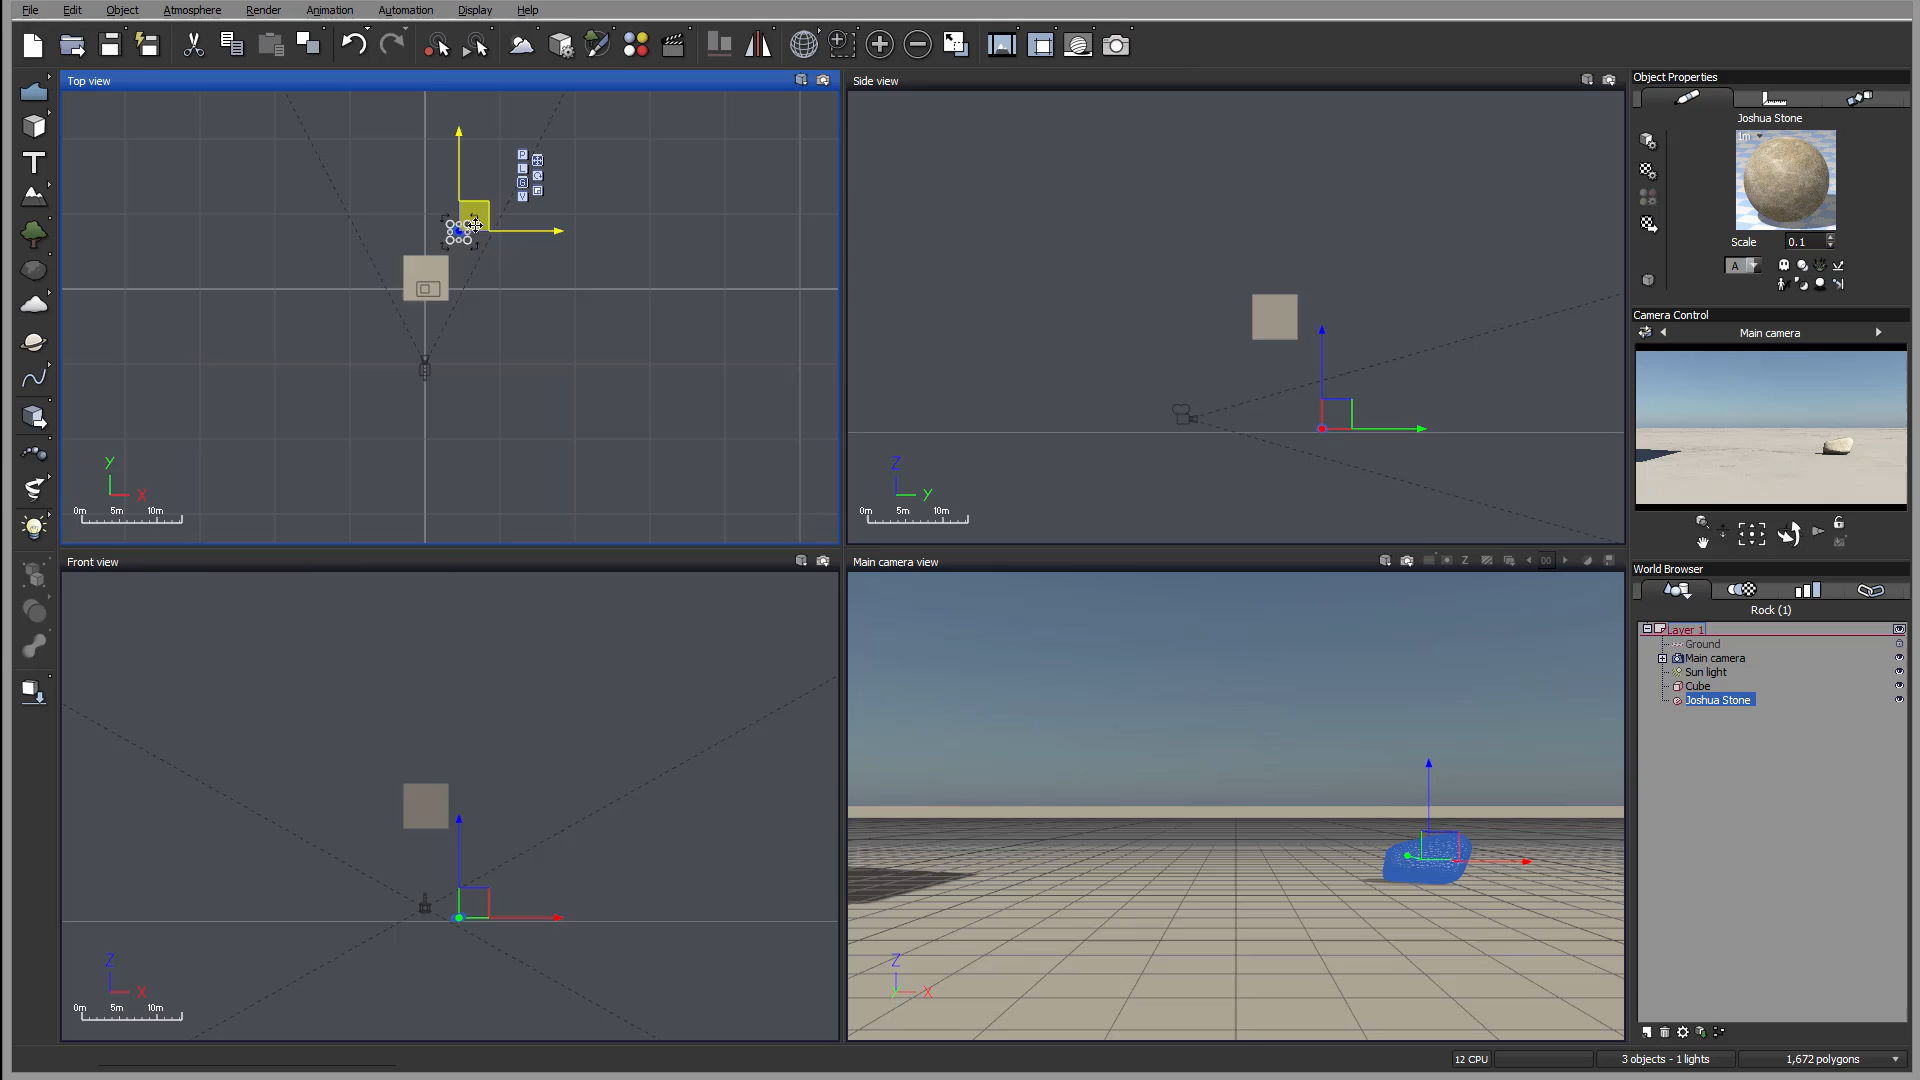 File Edit Object Atmosphere Render Animation Automation Display Help
Top view
P
L
G
V
Y
X
0m 5m 10m
Side view
Z
Y
0m 5m 10m
Front view
Z
X
0m 5m 10m
Main camera view
Z
00
Z
Y
X
Object Properties
Joshua Stone
1m
Scale 0.1
A
Camera Control
Main camera
World Browser
Rock (1)
Layer 1
Ground
Main camera
Sun light
Cube
Joshua Stone
12 CPU
3 objects - 1 lights
1,672 polygons